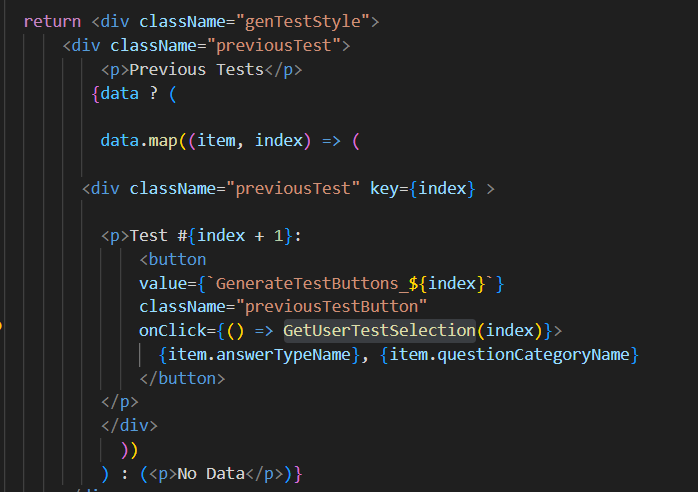 return <div className="genTestStyle">
<div className="previousTest">
<p>Previous Tests</p>
{data ? (
data.map((item, index) => (
<div className="previousTest" key={index} >
<p>Test #{index + 1}:
<button
value={`GenerateTestButtons_${index}`}
className="previousTestButton"
onClick={() => GetUserTestSelection(index)}>
{item.answerTypeName}, {item.questionCategoryName}
</button>
</p>
</div>
))
) : (<p>No Data</p>)}